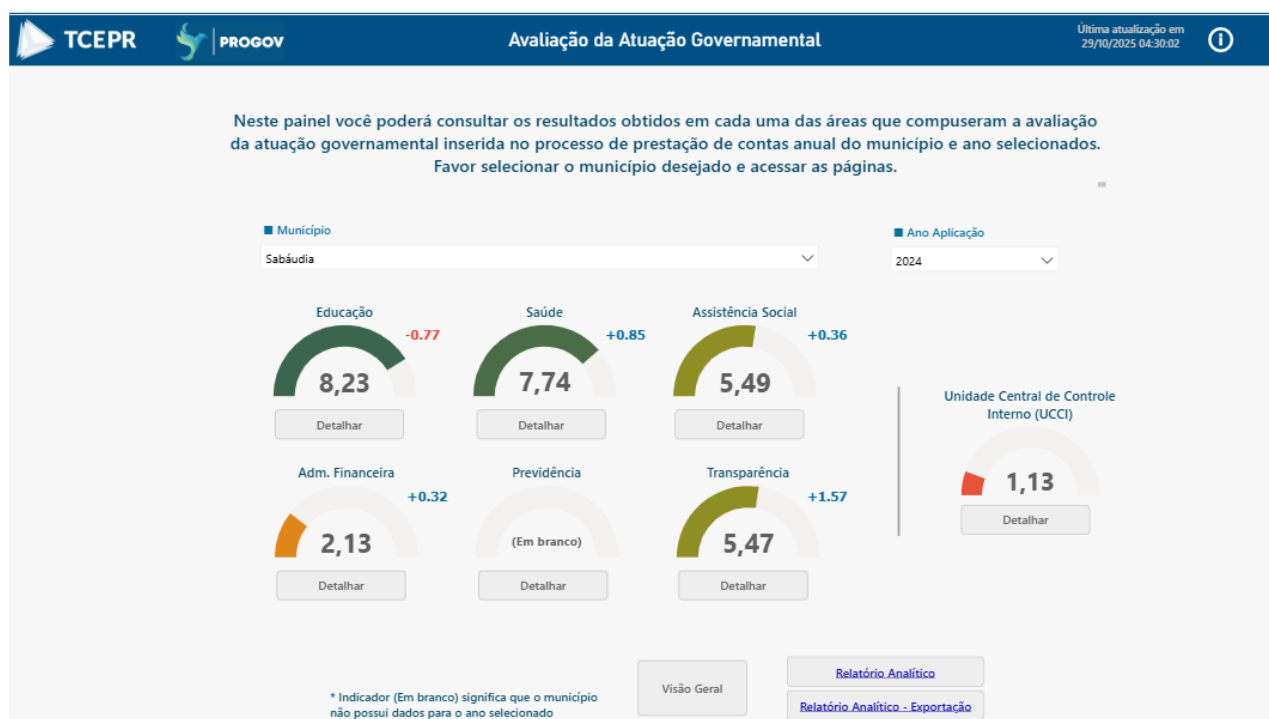 TCEPR
PROGOV
Avaliação da Atuação Governamental
Última atualização em
29/10/2025 04:30:02
Neste painel você poderá consultar os resultados obtidos em cada uma das áreas que compuseram a avaliação
da atuação governamental inserida no processo de prestação de contas anual do município e ano selecionados.
Favor selecionar o município desejado e acessar as páginas.
Município
Sabáudia
Ano Aplicação
2024
Educação
-0.77
8,23
Detalhar
Saúde
+0.85
7,74
Detalhar
Assistência Social
+0.36
5,49
Detalhar
Adm. Financeira
+0.32
2,13
Detalhar
Previdência
(Em branco)
Detalhar
Transparência
+1.57
5,47
Detalhar
Unidade Central de Controle
Interno (UCCI)
1,13
Detalhar
* Indicador (Em branco) significa que o município
não possui dados para o ano selecionado
Visão Geral
Relatório Analítico
Relatório Analítico - Exportação